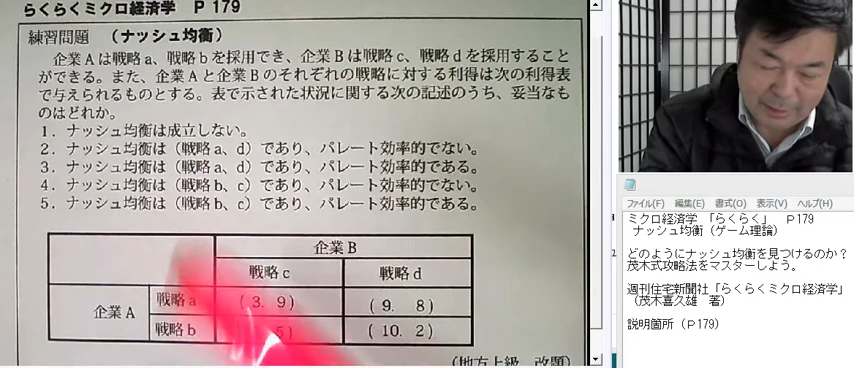 らくらくミクロ経済学　Ｐ 179
練習問題　（ナッシュ均衡）
企業Ａは戦略ａ、戦略ｂを採用でき、企業Ｂは戦略ｃ、戦略ｄを採用すること
ができる。また、企業Ａと企業Ｂのそれぞれの戦略に対する利得は次の利得表
で与えられるものとする。表で示された状況に関する次の記述のうち、妥当なも
のはどれか。
１．ナッシュ均衡は成立しない。
２．ナッシュ均衡は（戦略ａ、ｄ）であり、パレート効率的でない。
３．ナッシュ均衡は（戦略ａ、ｄ）であり、パレート効率的である。
４．ナッシュ均衡は（戦略ｂ、ｃ）であり、パレート効率的でない。
５．ナッシュ均衡は（戦略ｂ、ｃ）であり、パレート効率的である。
企業Ｂ
戦略ｃ 戦略ｄ
企業Ａ 戦略ａ (3. 9) (9. 8)
戦略ｂ 5) (10. 2)
(地方上級　改題)
ファイル(F) 編集(E) 書式(O) 表示(V) ヘルプ(H)
ミクロ経済学 「らくらく」　Ｐ179
ナッシュ均衡（ゲーム理論）
どのようにナッシュ均衡を見つけるのか？
茂木式攻略法をマスターしよう。
週刊住宅新聞社「らくらくミクロ経済学」
（茂木喜久雄　著）
説明箇所（Ｐ179）